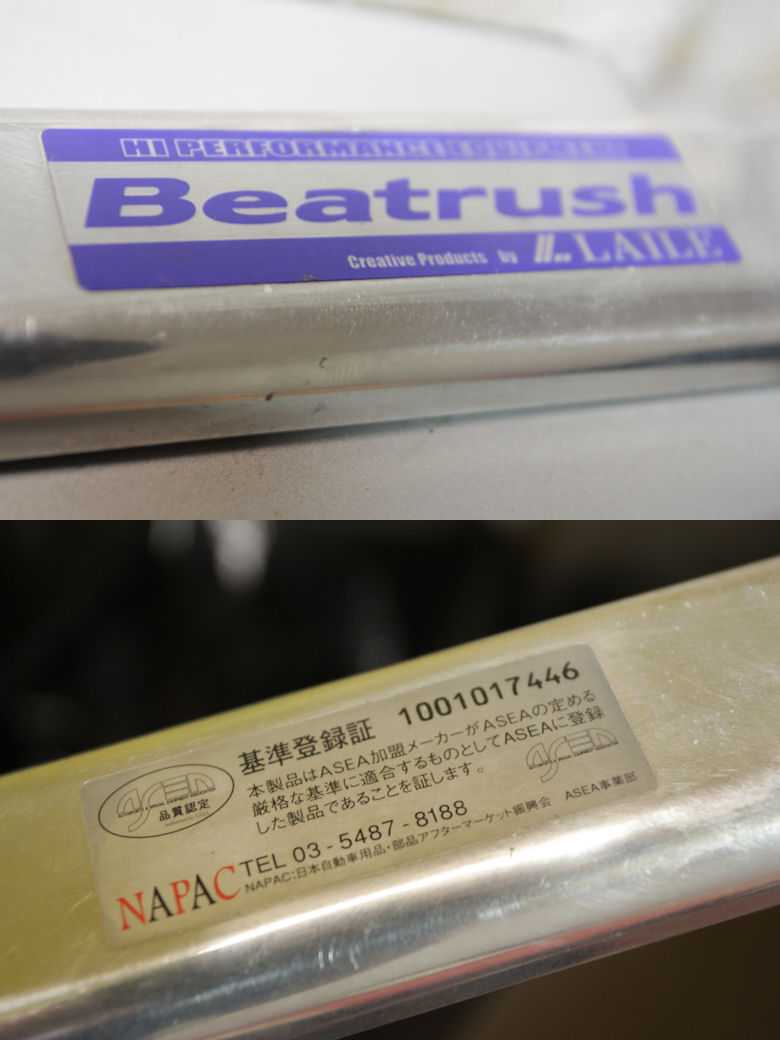 HI PERFORMANCE EQUIPMENT
Beatrush
Creative Products by LAILE
基準登録証 1001017446
本製品はASEA加盟メーカーがASEAの定める
厳格な基準に適合するものとしてASEAに登録
した製品であることを証します。
ASEA
品質認定
ASEA
TEL 03-5487-8188 ASEA事業部
NAPAC
NAPAC:日本自動車用品・部品アフターマーケット振興会